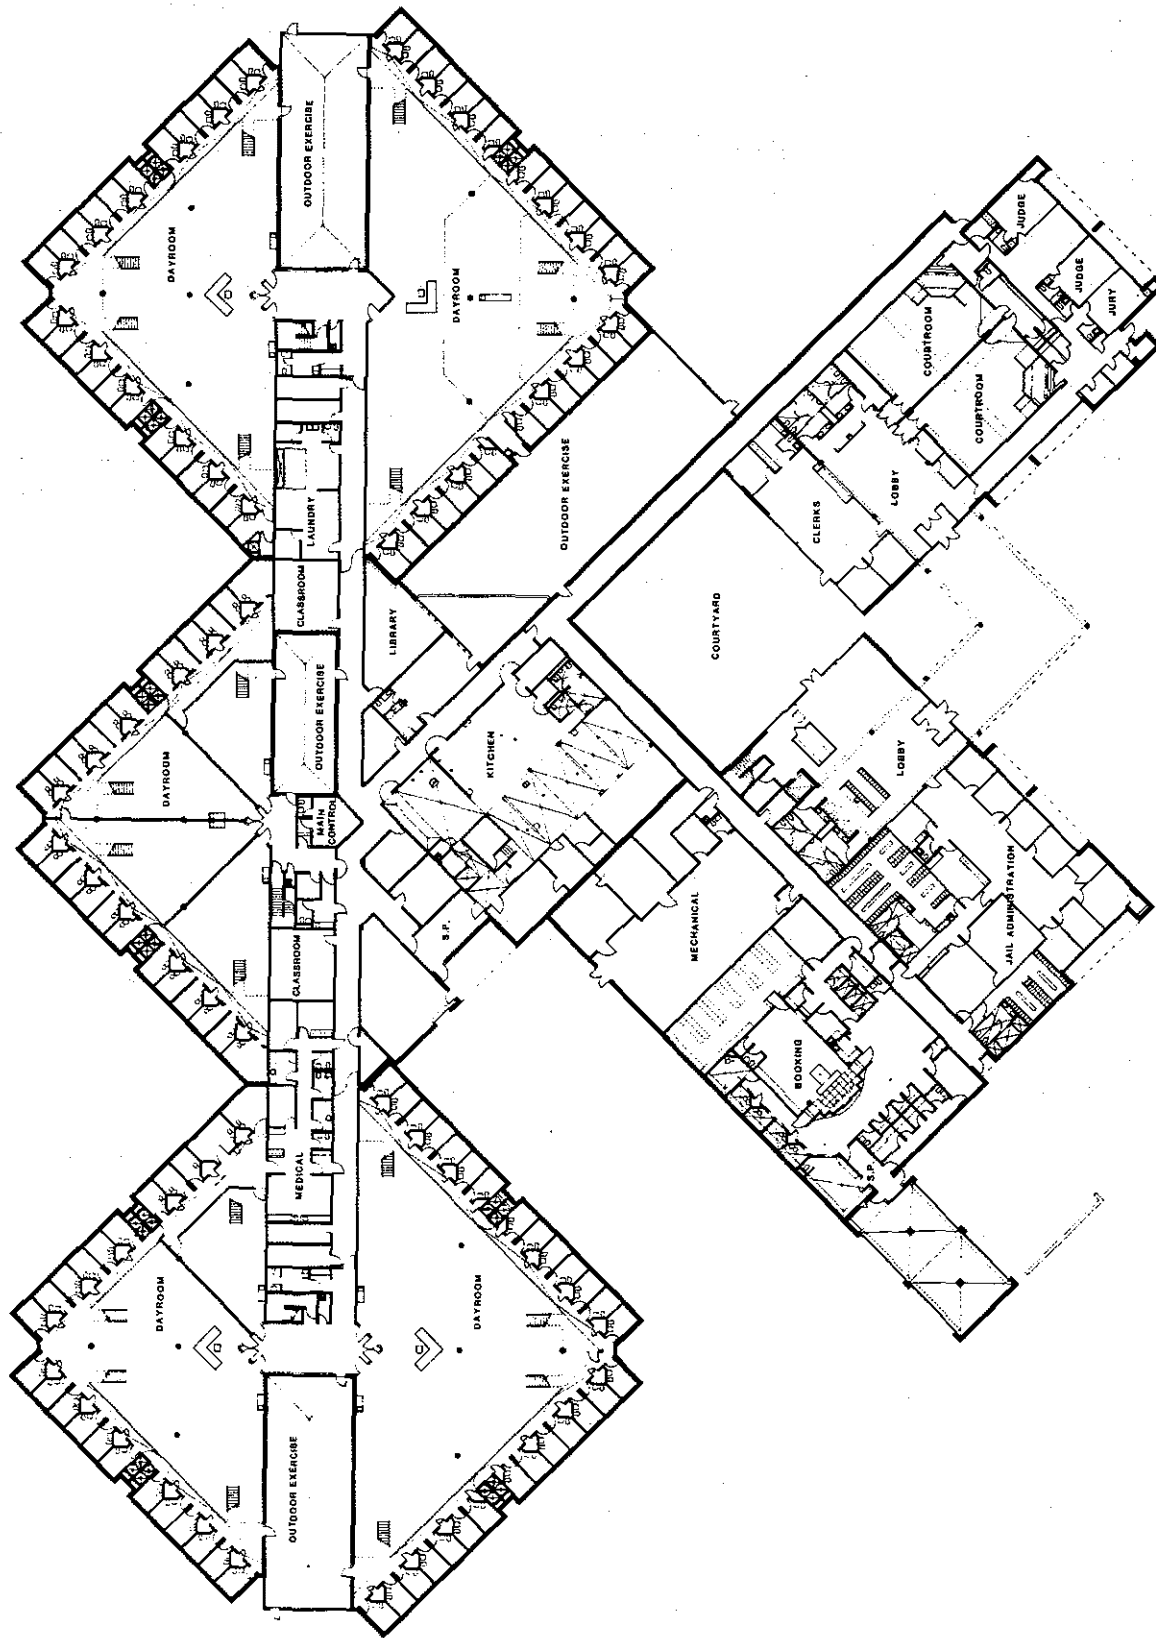 OUTDOOR EXERCISE
DAYROOM
DAYROOM
LAUNDRY
CLASSROOM
OUTDOOR EXERCISE
LIBRARY
OUTDOOR EXERCISE
DAYROOM
MAIN
CONTROL
KITCHEN
CLASSROOM
S.P.
MEDICAL
DAYROOM
DAYROOM
OUTDOOR EXERCISE
JUDGE
JUDGE
JURY
COURTROOM
COURTROOM
LOBBY
CLERKS
COURTYARD
LOBBY
JAIL ADMINISTRATION
MECHANICAL
BOOKING
S.P.